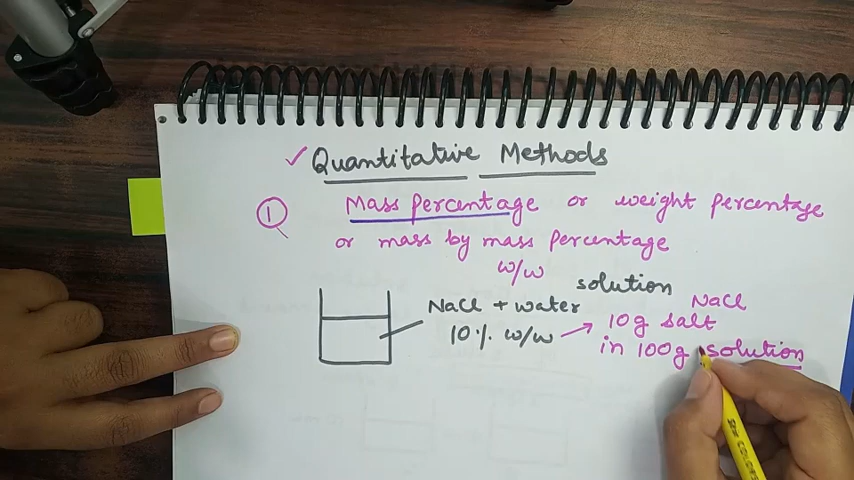 ✓ Quantitative Methods
① Mass percentage or weight percentage
or mass by mass percentage
w/w
solution
NaCl + water NaCl
10% w/w → 10g salt
in 100g solution